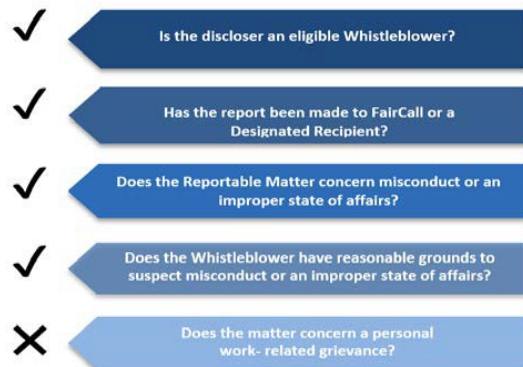 Is the discloser an eligible Whistleblower?
Has the report been made to FairCall or a
Designated Recipient?
Does the Reportable Matter concern misconduct or an
improper state of affairs?
Does the Whistleblower have reasonable grounds to
suspect misconduct or an improper state of affairs?
Does the matter concern a personal
work- related grievance?